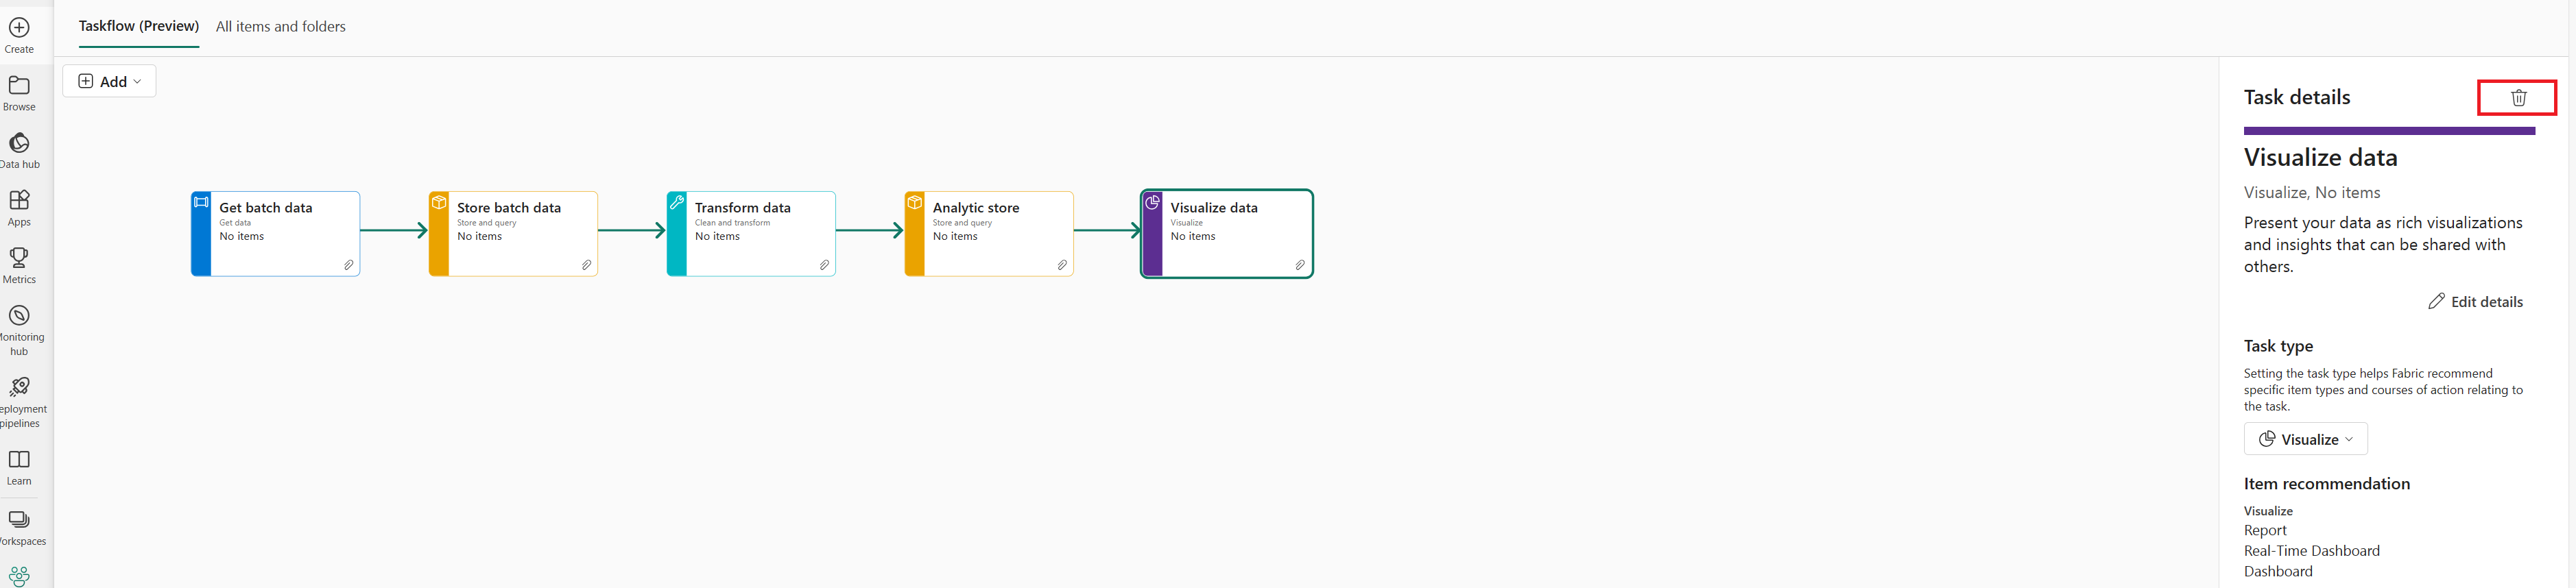 Create
Browse
Data hub
Apps
Metrics
onitoring
hub
eployment
pipelines
Learn
orkspaces
Taskflow (Preview) All items and folders
Add
Get batch data
Get data
No items
Store batch data
Store and query
No items
Transform data
Clean and transform
No items
Analytic store
Store and query
No items
Visualize data
Visualize
No items
Task details
Visualize data
Visualize, No items
Present your data as rich visualizations
and insights that can be shared with
others.
Edit details
Task type
Setting the task type helps Fabric recommend
specific item types and courses of action relating to
the task.
Visualize
Item recommendation
Visualize
Report
Real-Time Dashboard
Dashboard